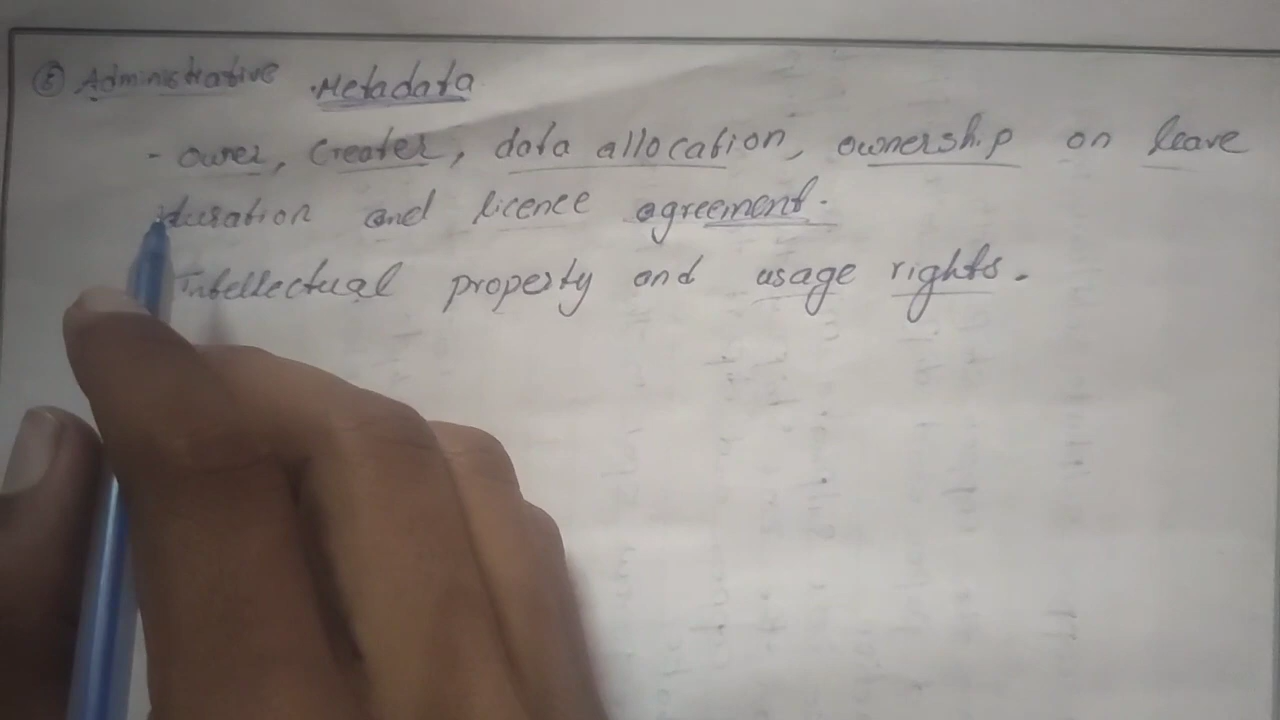 ⑤ Administrative Metadata
- owner, Creater, data allocation, ownership on leave
duration and licence agreement.
Intellectual property and usage rights.